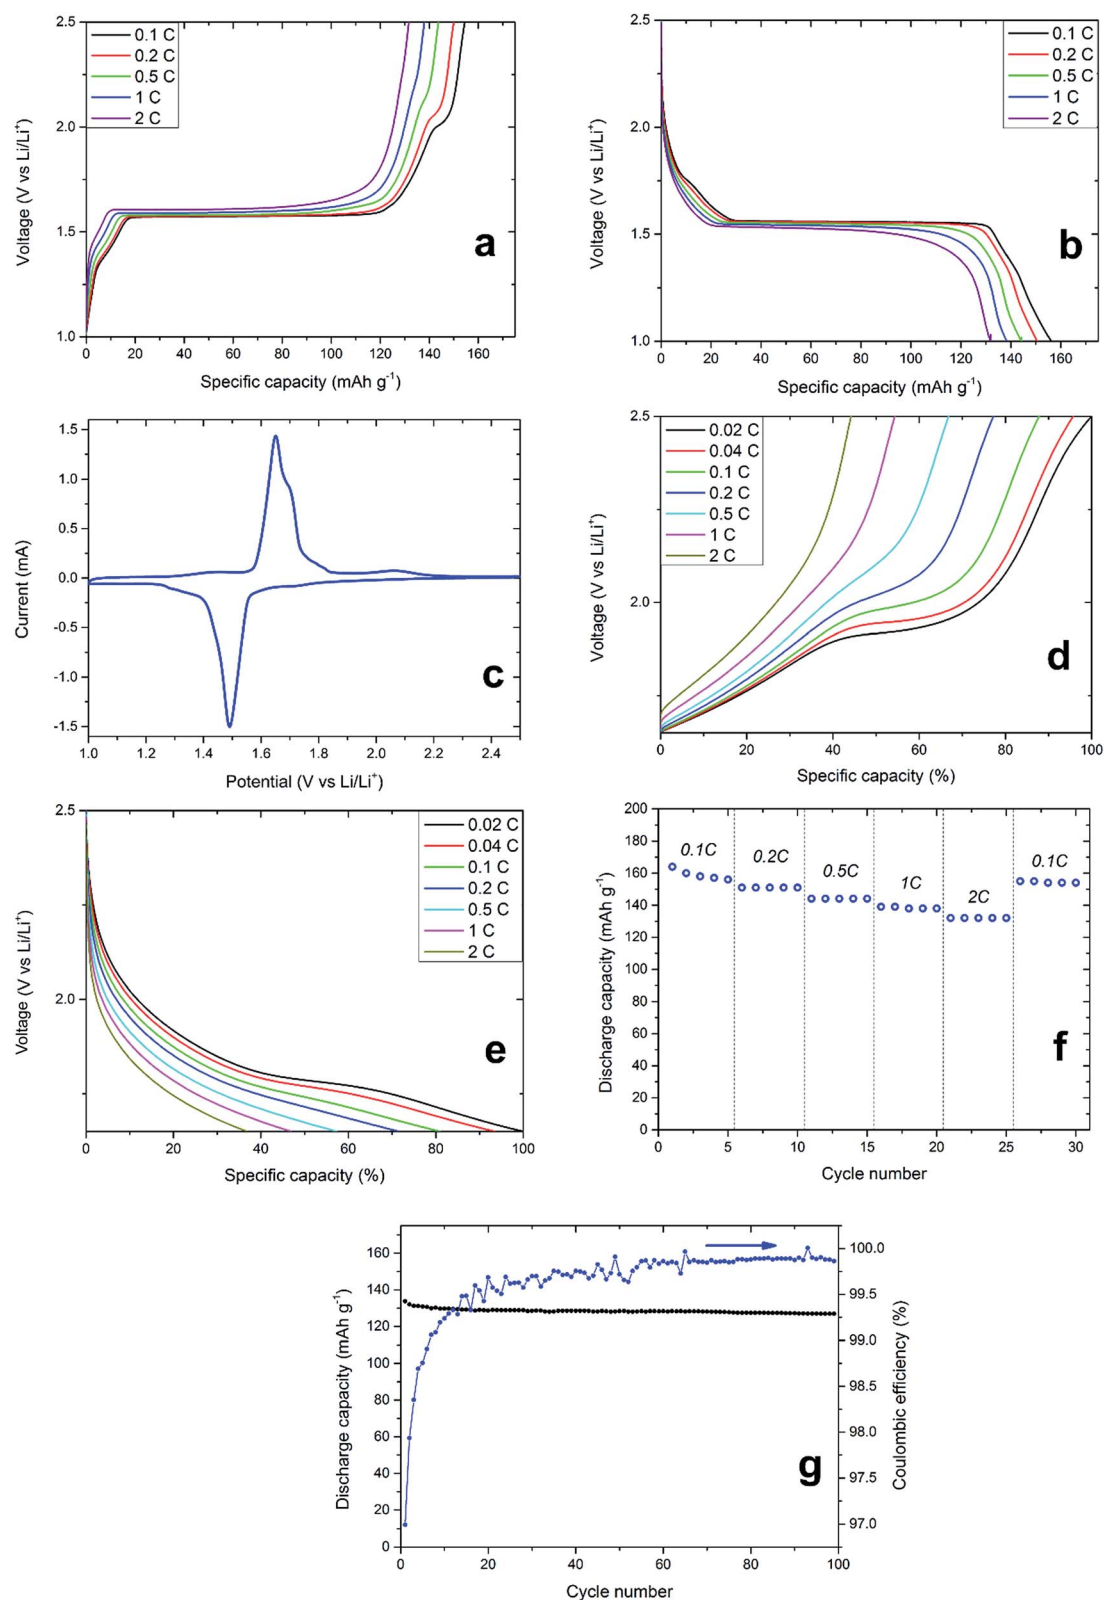 2.5
2.0
1.5
1.0
Voltage (V vs Li/Li⁺)
0.1 C
0.2 C
0.5 C
1 C
2 C
a
0 20 40 60 80 100 120 140 160
Specific capacity (mAh g⁻¹)
2.5
2.0
1.5
1.0
Voltage (V vs Li/Li⁺)
0.1 C
0.2 C
0.5 C
1 C
2 C
b
0 20 40 60 80 100 120 140 160
Specific capacity (mAh g⁻¹)
1.5
1.0
0.5
0.0
-0.5
-1.0
-1.5
Current (mA)
c
1.0 1.2 1.4 1.6 1.8 2.0 2.2 2.4
Potential (V vs Li/Li⁺)
2.5
2.0
Voltage (V vs Li/Li⁺)
0.02 C
0.04 C
0.1 C
0.2 C
0.5 C
1 C
2 C
d
0 20 40 60 80 100
Specific capacity (%)
2.5
2.0
Voltage (V vs Li/Li⁺)
0.02 C
0.04 C
0.1 C
0.2 C
0.5 C
1 C
2 C
e
0 20 40 60 80 100
Specific capacity (%)
200
180
160
140
120
100
80
60
40
20
0
Discharge capacity (mAh g⁻¹)
0.1C 0.2C 0.5C 1C 2C 0.1C
f
0 5 10 15 20 25 30
Cycle number
160
140
120
100
80
60
40
20
0
Discharge capacity (mAh g⁻¹)
100.0
99.5
99.0
98.5
98.0
97.5
97.0
Coulombic efficiency (%)
g
0 20 40 60 80 100
Cycle number